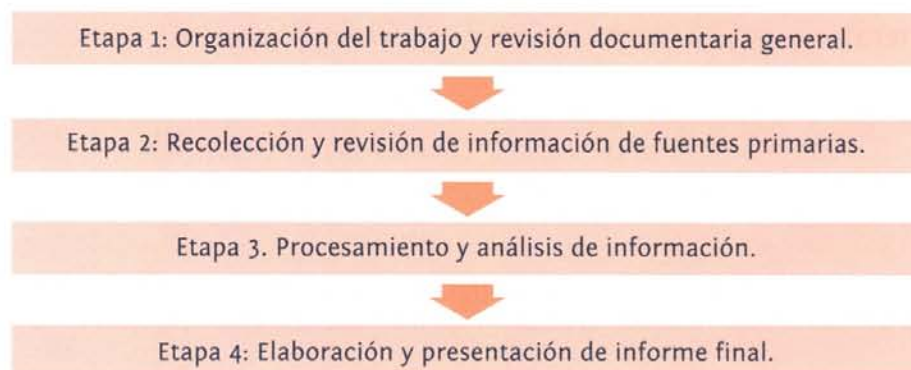 Etapa 1: Organización del trabajo y revisión documentaria general.
Etapa 2: Recolección y revisión de información de fuentes primarias.
Etapa 3. Procesamiento y análisis de información.
Etapa 4: Elaboración y presentación de informe final.